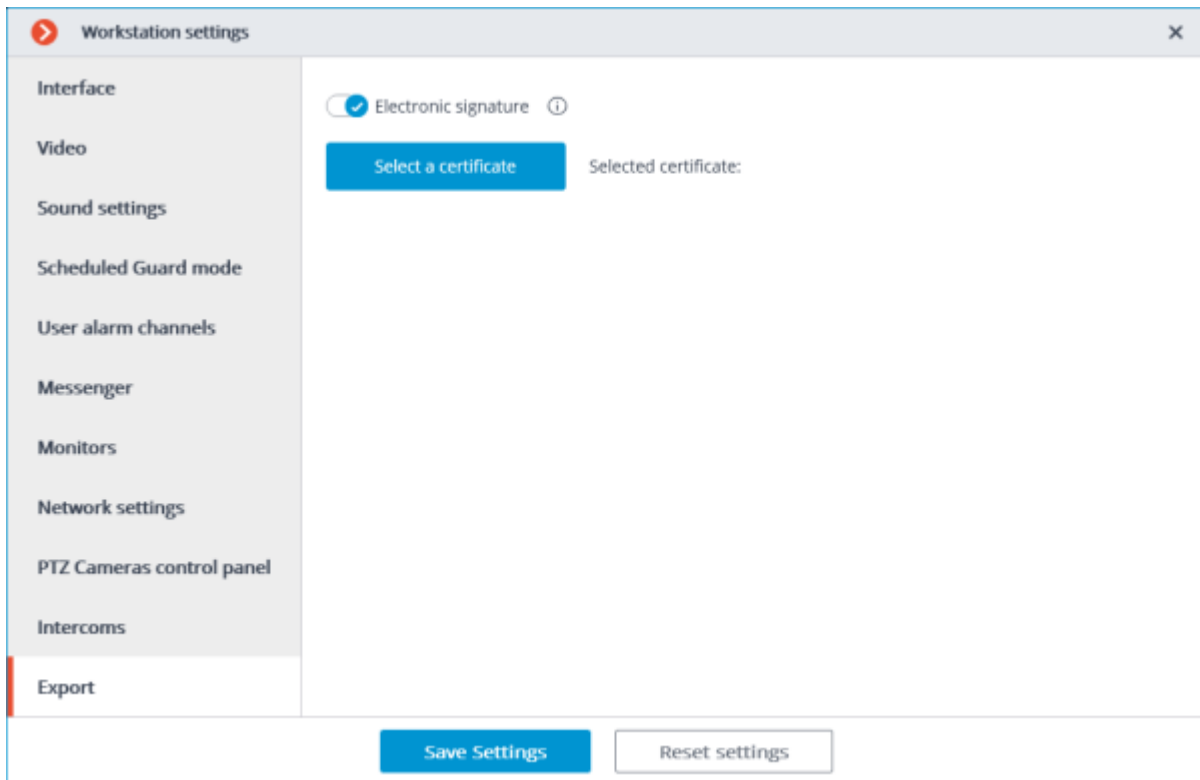 Workstation settings
Interface
Video
Sound settings
Scheduled Guard mode
User alarm channels
Messenger
Monitors
Network settings
PTZ Cameras control panel
Intercoms
Export
Electronic signature
Select a certificate
Selected certificate:
Save Settings
Reset settings